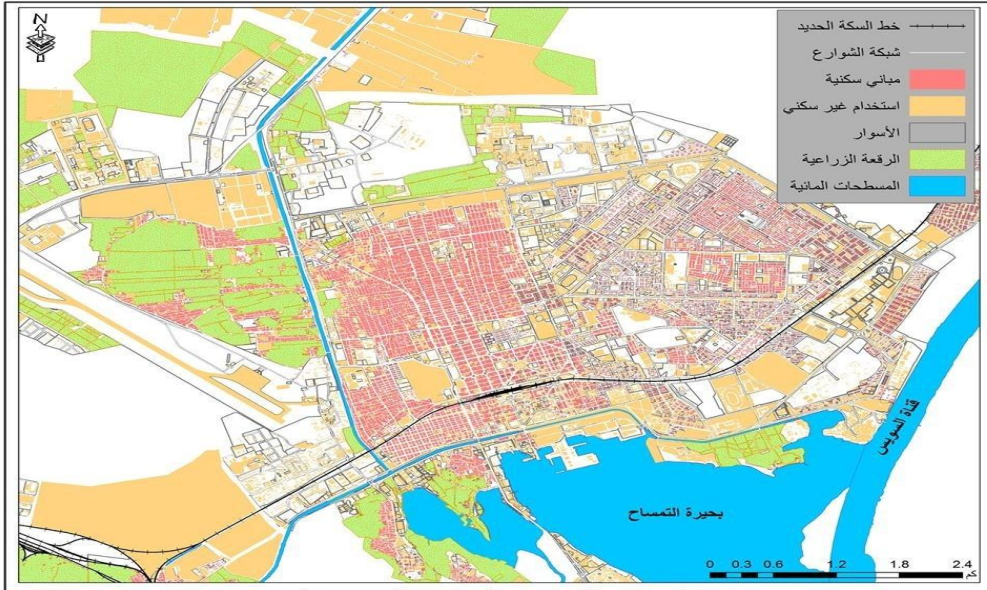 N
خط السكة الحديد
شبكة الشوارع
مباني سكنية
استخدام غير سكني
الأسوار
الرقعة الزراعية
المسطحات المائية
قناة السويس
بحيرة التمساح
0 0.3 0.6 1.2 1.8 2.4
كم